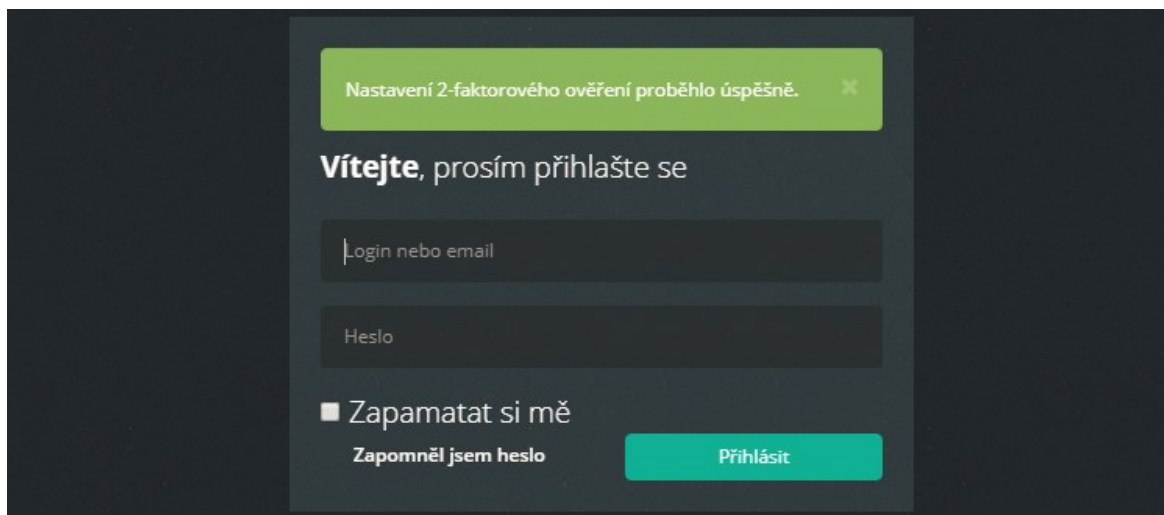 Nastavení 2-faktorového ověření proběhlo úspěšně.
Vítejte, prosím přihlašte se
Login nebo email
Heslo
Zapamatat si mě
Zapomněl jsem heslo
Přihlásit